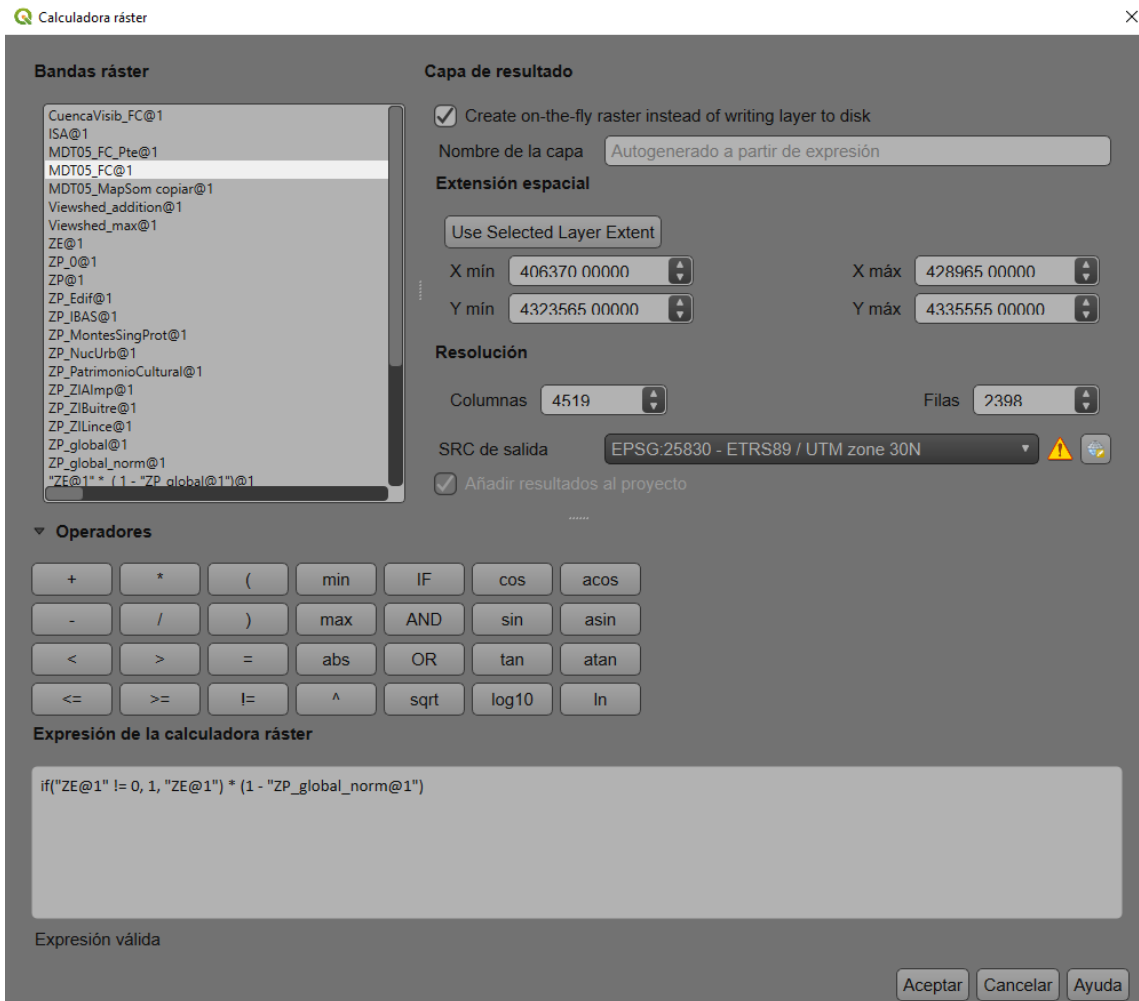 Calculadora ráster
Bandas ráster
CuencaVisib_FC@1
ISA@1
MDT05_FC_Pte@1
MDT05_FC@1
MDT05_MapSom copiar@1
Viewshed_addition@1
Viewshed_max@1
ZE@1
ZP_0@1
ZP@1
ZP_Edif@1
ZP_IBAS@1
ZP_MontesSingProt@1
ZP_NucUrb@1
ZP_PatrimonioCultural@1
ZP_ZIAImp@1
ZP_ZIBuitre@1
ZP_ZILince@1
ZP_global@1
ZP_global_norm@1
"ZE@1" * ( 1 - "ZP_global@1")@1
Capa de resultado
Create on-the-fly raster instead of writing layer to disk
Nombre de la capa Autogenerado a partir de expresión
Extensión espacial
Use Selected Layer Extent
X mín 406370 00000 X máx 428965 00000
Y mín 4323565 00000 Y máx 4335555 00000
Resolución
Columnas 4519 Filas 2398
SRC de salida EPSG:25830 - ETRS89 / UTM zone 30N
Añadir resultados al proyecto
Operadores
+ * ( min IF cos acos
- / ) max AND sin asin
< > = abs OR tan atan
<= >= != ^ sqrt log10 ln
Expresión de la calculadora ráster
if("ZE@1" != 0, 1, "ZE@1") * (1 - "ZP_global_norm@1")
Expresión válida
Aceptar Cancelar Ayuda